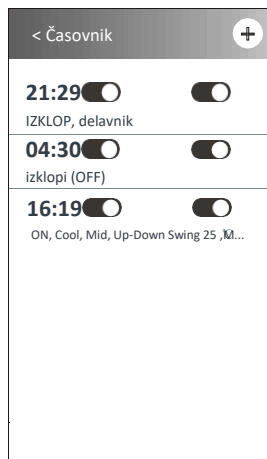 < Časovnik
21:29
IZKLOP, delavnik
04:30
izklopi (OFF)
16:19
ON, Cool, Mid, Up-Down Swing 25 ,